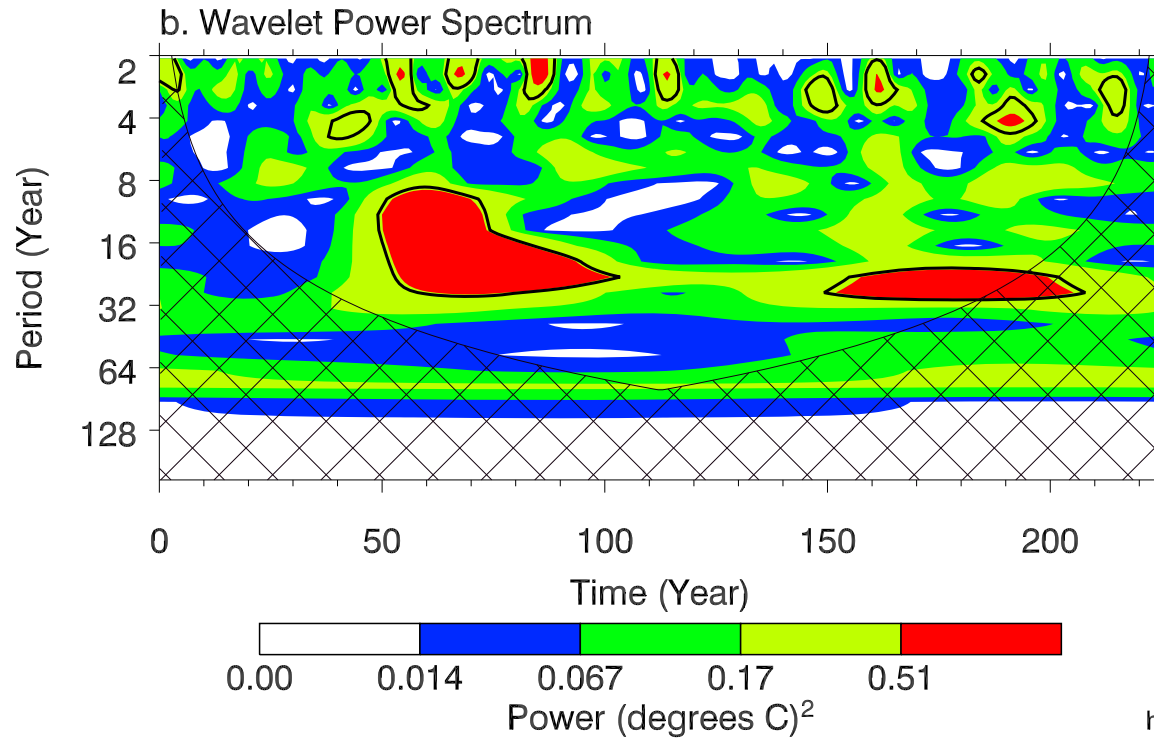 b. Wavelet Power Spectrum
2
4
8
16
32
64
128
Period (Year)
0 50 100 150 200
Time (Year)
0.00 0.014 0.067 0.17 0.51
Power (degrees C)²